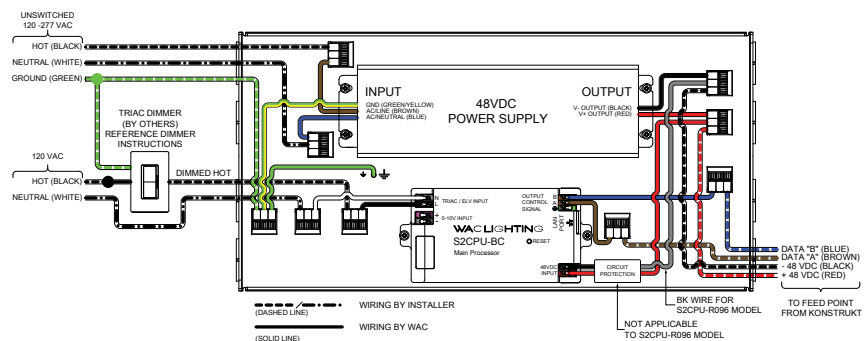 UNSWITCHED
120 -277 VAC
HOT (BLACK)
NEUTRAL (WHITE)
GROUND (GREEN)
TRIAC DIMMER
(BY OTHERS)
REFERENCE DIMMER
INSTRUCTIONS
120 VAC
HOT (BLACK)
DIMMED HOT
NEUTRAL (WHITE)
INPUT
GND (GREEN/YELLOW)
AC/LINE (BROWN)
AC/NEUTRAL (BLUE)
48VDC
POWER SUPPLY
OUTPUT
V- OUTPUT (BLACK)
V+ OUTPUT (RED)
N
L
TRIAC / ELV INPUT
-
+
0-10V INPUT
OUTPUT
CONTROL
SIGNAL
B
A
LAN
PORT
WAC LIGHTING
S2CPU-BC
Main Processor
RESET
48VDC
INPUT
CIRCUIT
PROTECTION
DATA "B" (BLUE)
DATA "A" (BROWN)
- 48 VDC (BLACK)
+ 48 VDC (RED)
TO FEED POINT
FROM KONSTRUKT
BK WIRE FOR
S2CPU-R096 MODEL
NOT APPLICABLE
TO S2CPU-R096 MODEL
WIRING BY INSTALLER
(DASHED LINE)
WIRING BY WAC
(SOLID LINE)